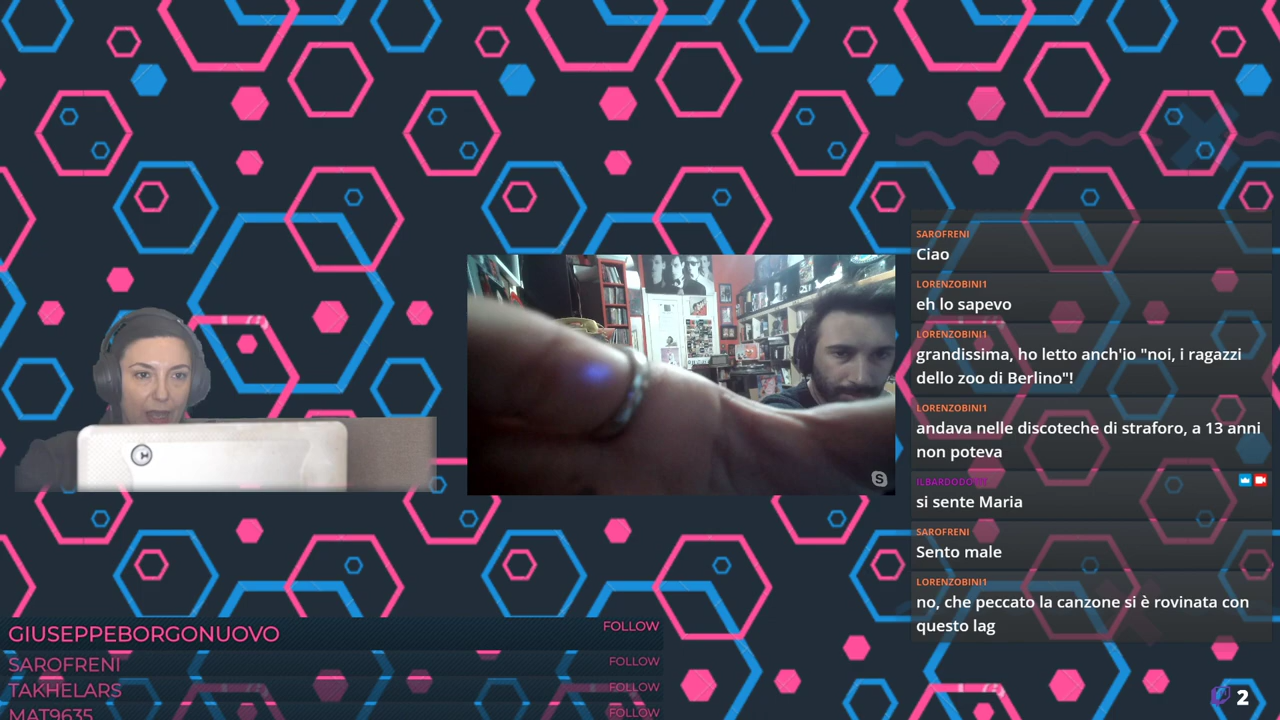 SAROFRENI
Ciao
LORENZOBINI1
eh lo sapevo
LORENZOBINI1
grandissima, ho letto anch'io "noi, i ragazzi
dello zoo di Berlino"!
LORENZOBINI1
andava nelle discoteche di straforo, a 13 anni
non poteva
si sente Maria
SAROFRENI
Sento male
LORENZOBINI1
no, che peccato la canzone si è rovinata con
questo lag
GIUSEPPEBORGONUOVO FOLLOW
SAROFRENI FOLLOW
TAKHELARS FOLLOW
MAT9635 FOLLOW
2